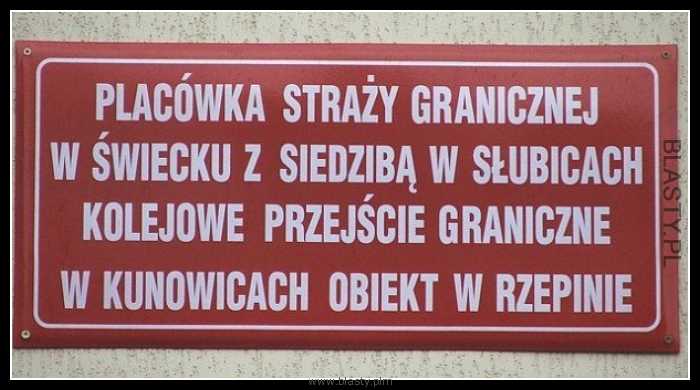 PLACÓWKA STRAŻY GRANICZNEJ
W ŚWIECKU Z SIEDZIBĄ W SŁUBICACH
KOLEJOWE PRZEJŚCIE GRANICZNE
W KUNOWICACH OBIEKT W RZEPINIE
BLASTY.PL
www.blasty.pl